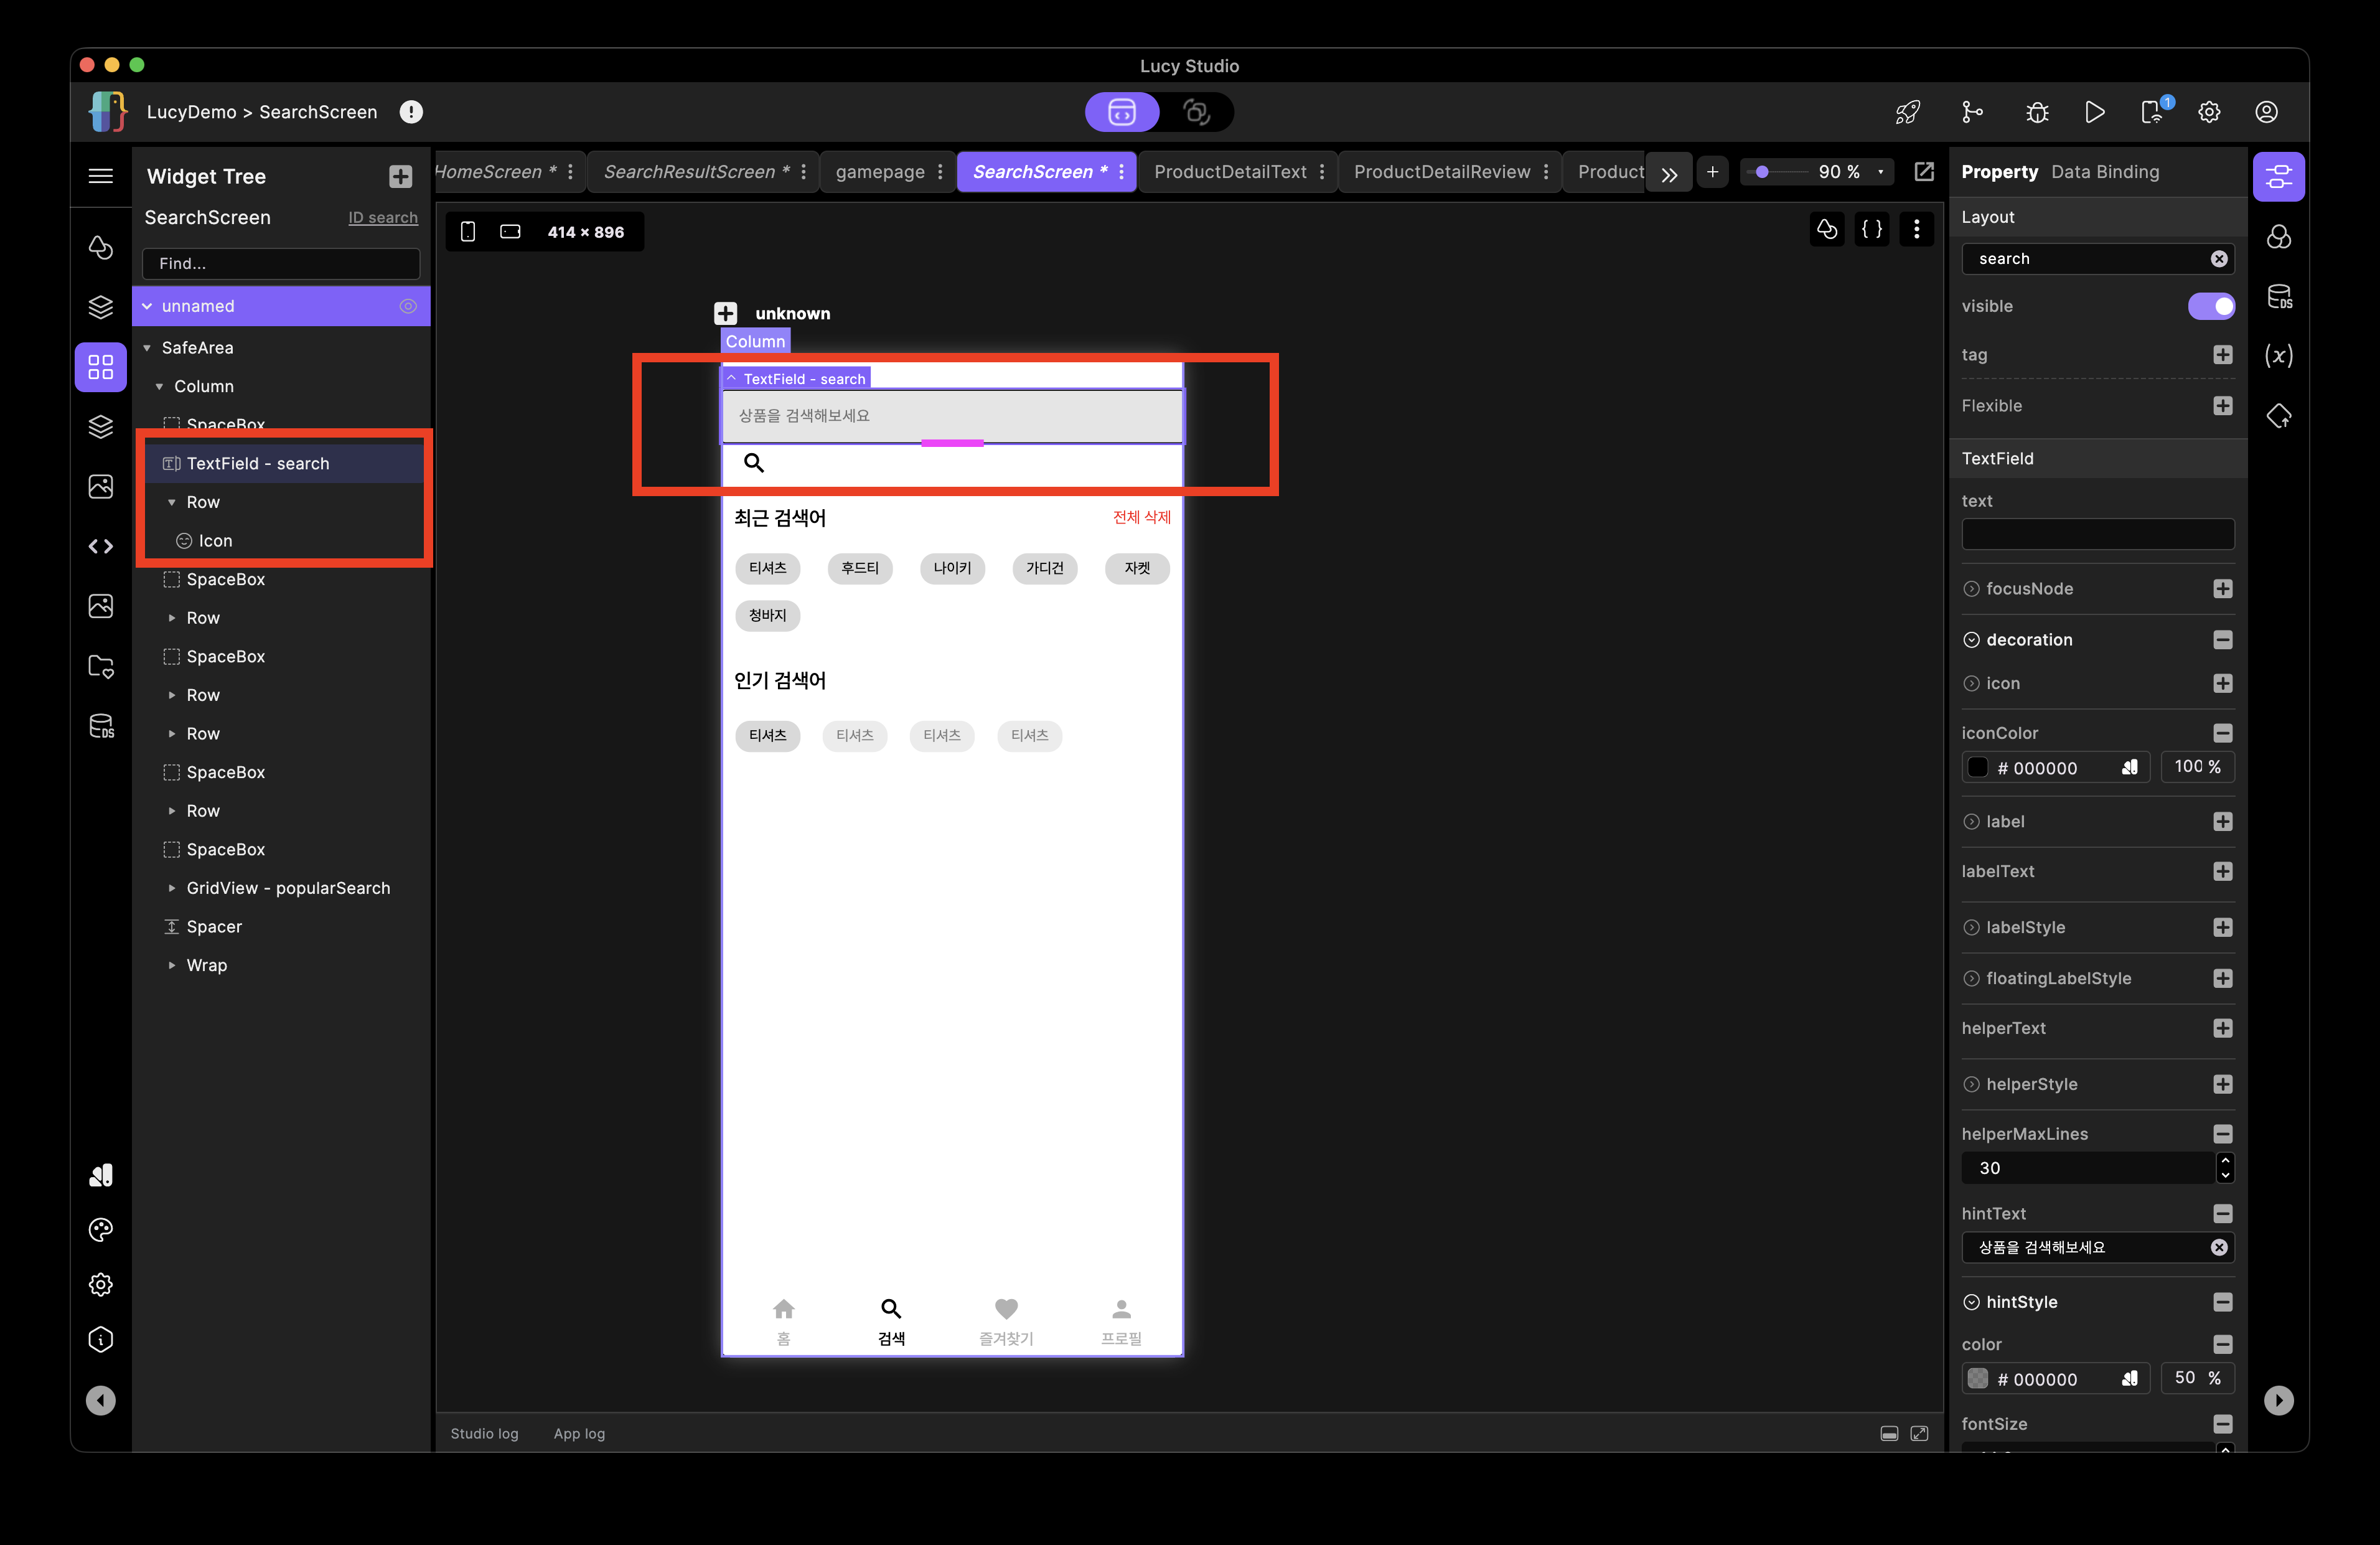 Lucy Studio
LucyDemo > SearchScreen
1
Widget Tree
SearchScreen
ID search
Find...
unnamed
SafeArea
Column
SpaceBox
TextField - search
Row
Icon
SpaceBox
Row
SpaceBox
Row
Row
SpaceBox
Row
SpaceBox
GridView - popularSearch
Spacer
Wrap
HomeScreen *
SearchResultScreen *
gamepage
SearchScreen *
ProductDetailText
ProductDetailReview
Product
90 %
414 × 896
unknown
Column
TextField - search
상품을 검색해보세요
최근 검색어
전체 삭제
티셔츠 후드티 나이키 가디건 자켓
청바지
인기 검색어
티셔츠 티셔츠 티셔츠 티셔츠
홈 검색 즐겨찾기 프로필
Studio log App log
Property Data Binding
Layout
search
visible
tag
Flexible
TextField
text
focusNode
decoration
icon
iconColor
# 000000 100 %
label
labelText
labelStyle
floatingLabelStyle
helperText
helperStyle
helperMaxLines
30
hintText
상품을 검색해보세요
hintStyle
color
# 000000 50 %
fontSize
DS
(x)
DS